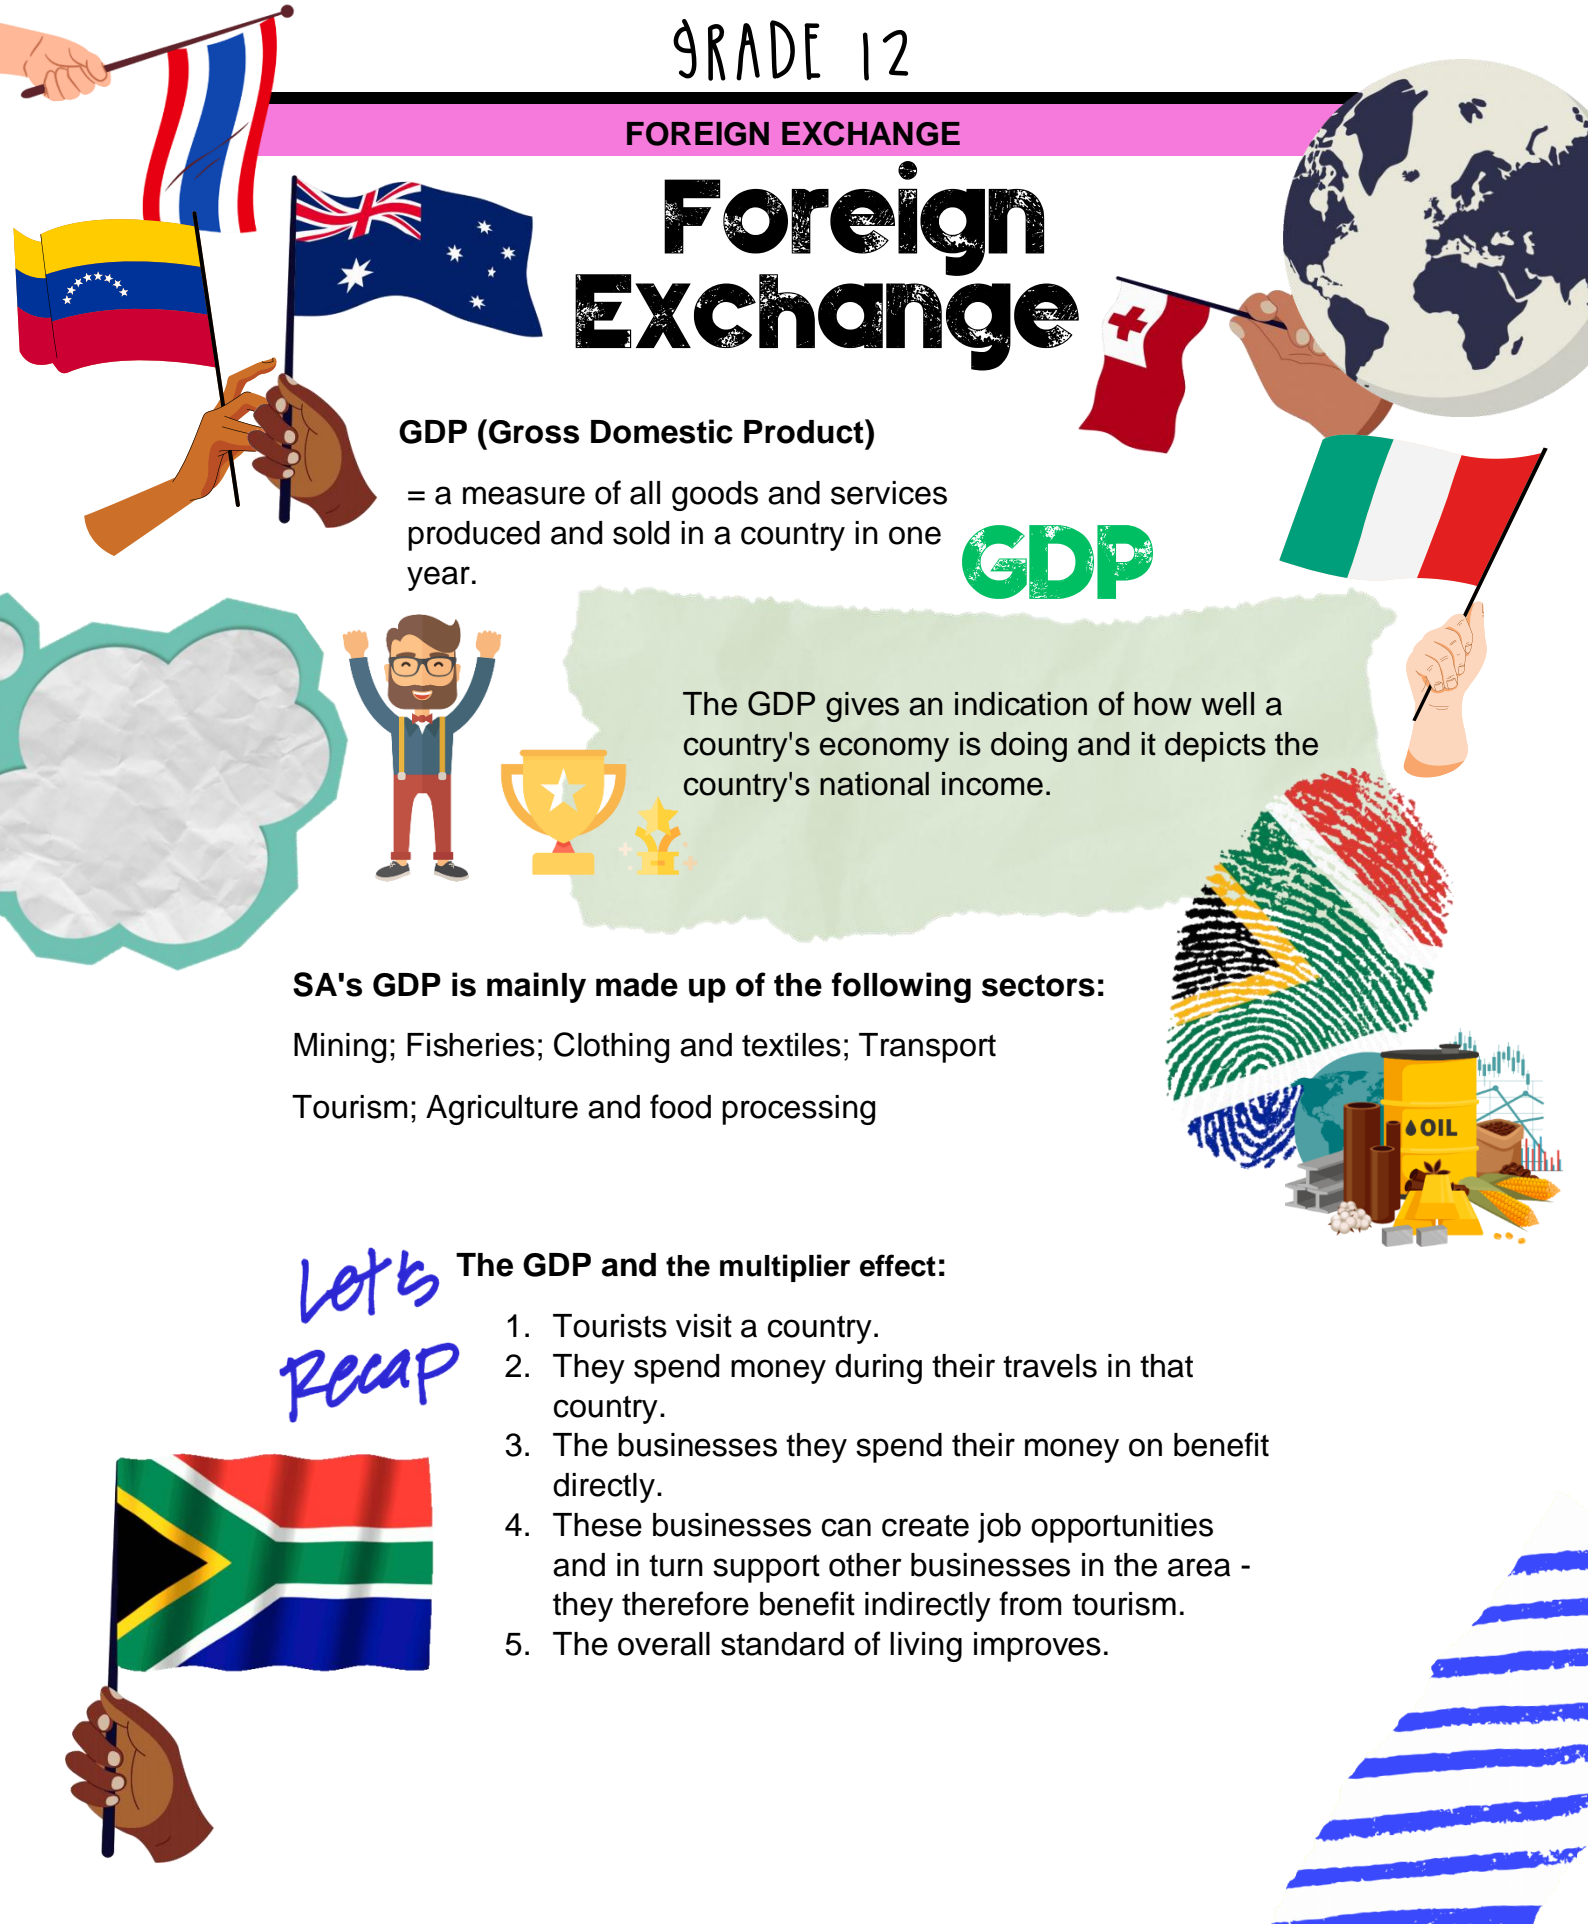 GRADE 12
FOREIGN EXCHANGE
Foreign
Exchange
GDP (Gross Domestic Product)
= a measure of all goods and services
produced and sold in a country in one
year.
GDP
The GDP gives an indication of how well a
country's economy is doing and it depicts the
country's national income.
SA's GDP is mainly made up of the following sectors:
Mining; Fisheries; Clothing and textiles; Transport
Tourism; Agriculture and food processing
OIL
Let's
Recap
The GDP and the multiplier effect:
1. Tourists visit a country.
2. They spend money during their travels in that
country.
3. The businesses they spend their money on benefit
directly.
4. These businesses can create job opportunities
and in turn support other businesses in the area -
they therefore benefit indirectly from tourism.
5. The overall standard of living improves.